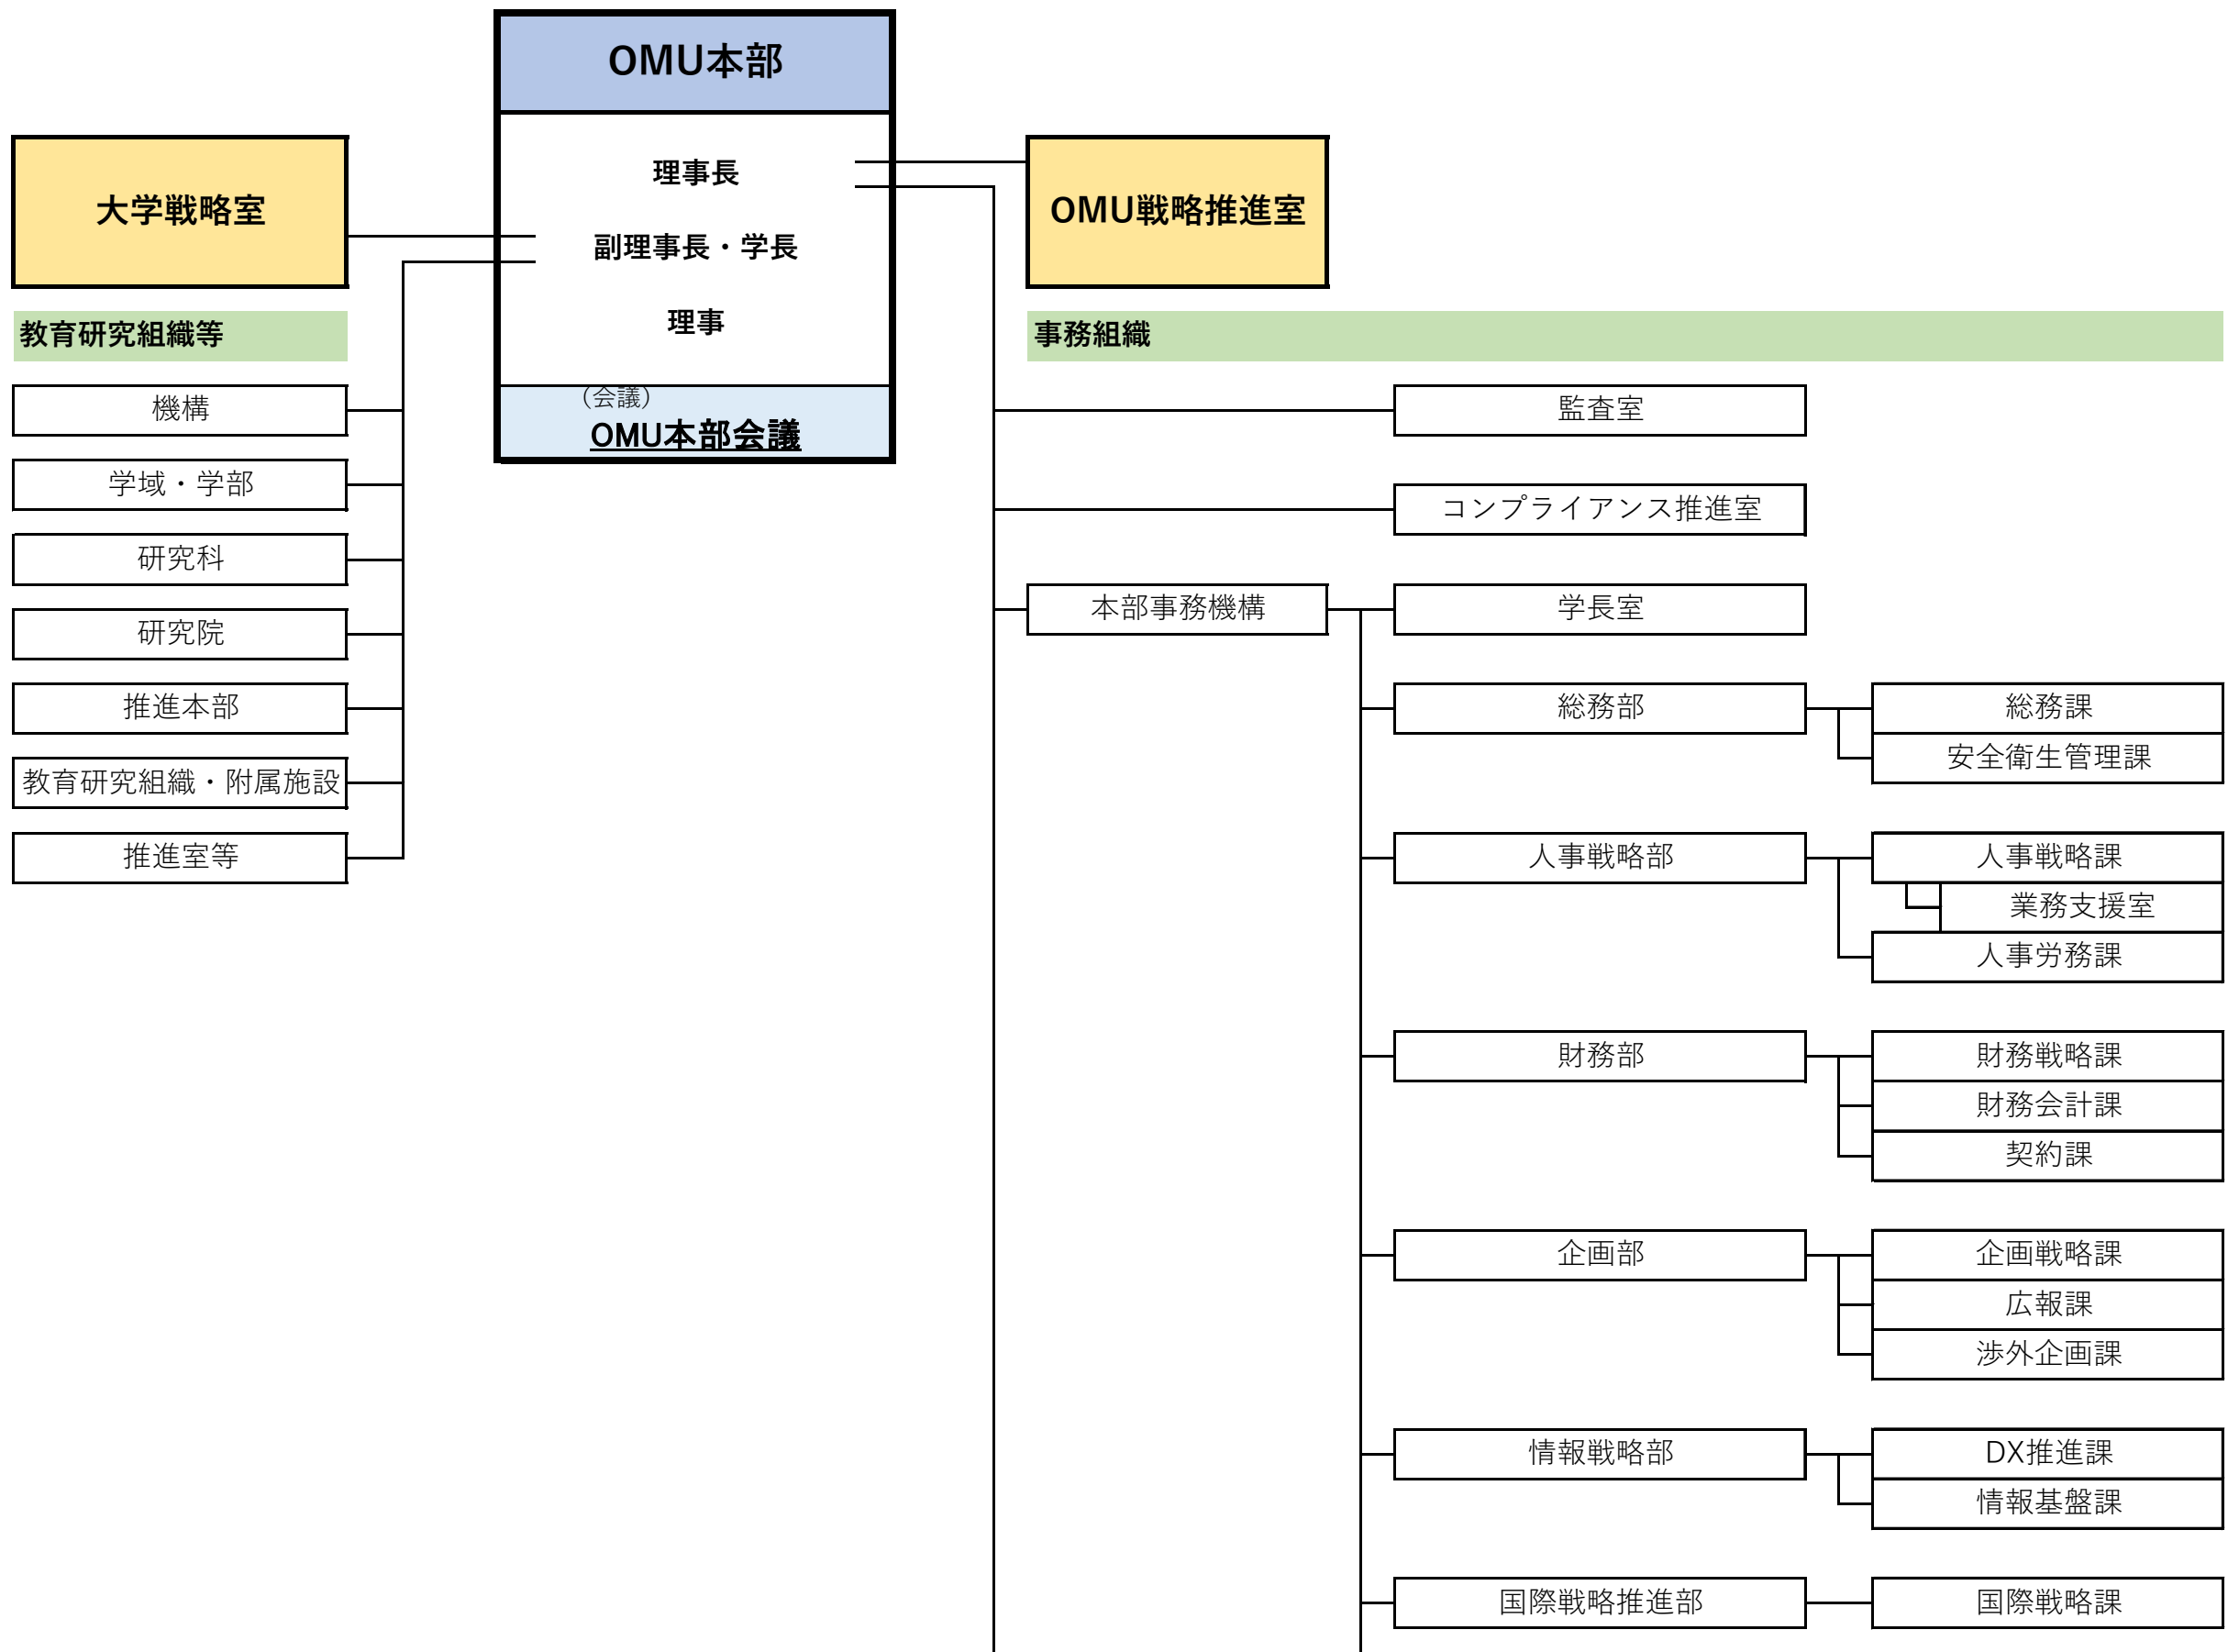 OMU本部
理事長
副理事長・学長
理事
（会議）
OMU本部会議
大学戦略室
OMU戦略推進室
教育研究組織等
機構
学域・学部
研究科
研究院
推進本部
教育研究組織・附属施設
推進室等
事務組織
監査室
コンプライアンス推進室
本部事務機構
学長室
総務部
総務課
安全衛生管理課
人事戦略部
人事戦略課
業務支援室
人事労務課
財務部
財務戦略課
財務会計課
契約課
企画部
企画戦略課
広報課
渉外企画課
情報戦略部
DX推進課
情報基盤課
国際戦略推進部
国際戦略課